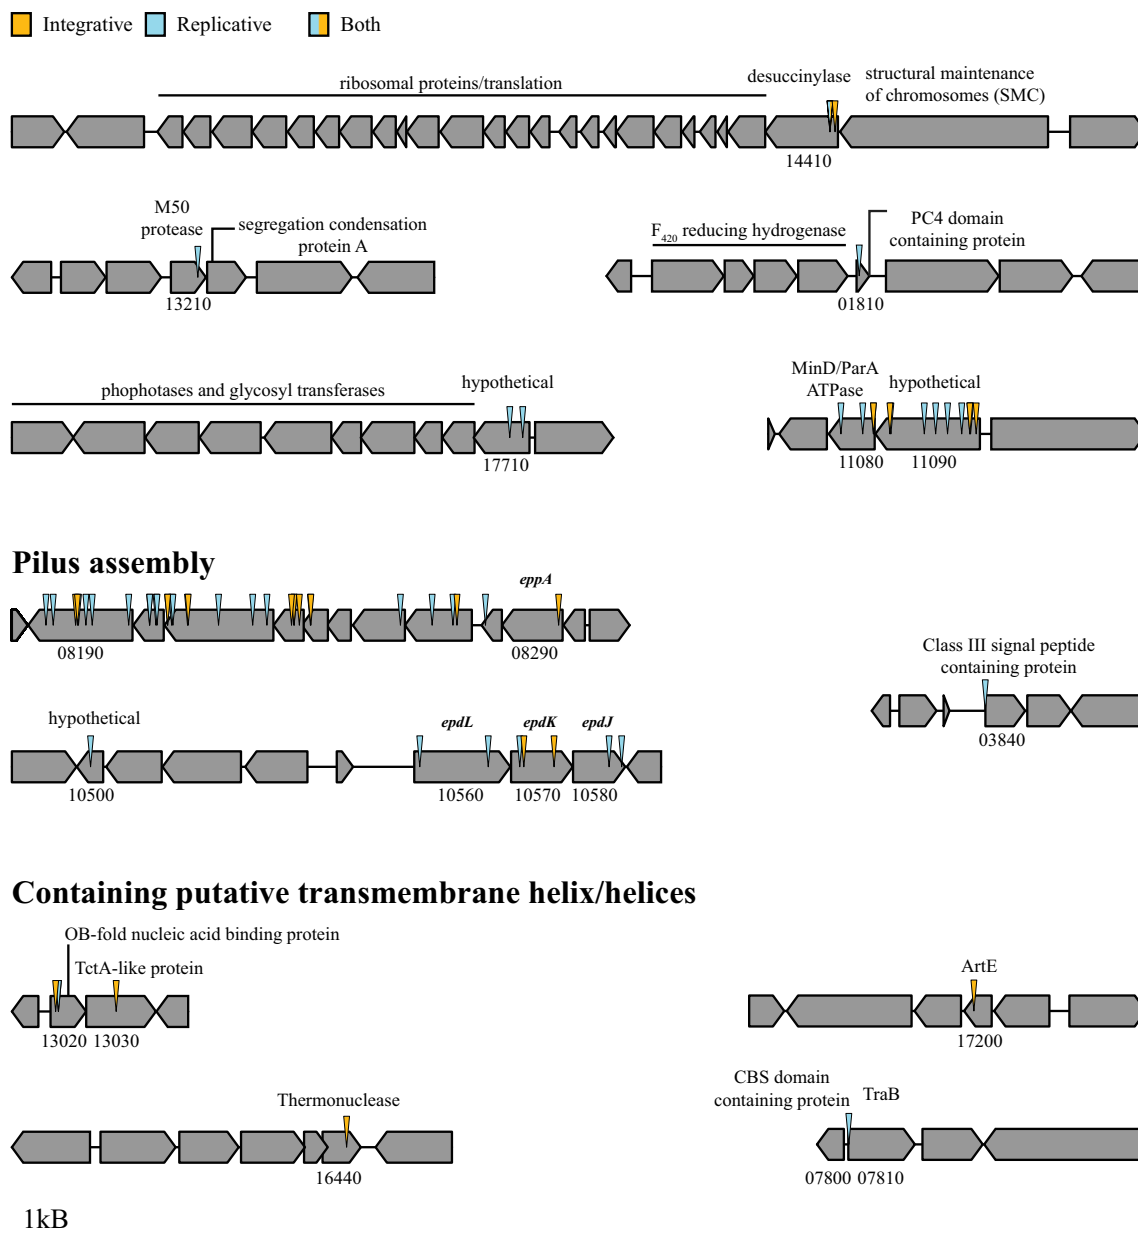 Integrative Replicative Both
ribosomal proteins/translation
desuccinylase
structural maintenance
of chromosomes (SMC)
14410
M50
protease
segregation condensation
protein A
13210
F420 reducing hydrogenase
PC4 domain
containing protein
01810
phophotases and glycosyl transferases
hypothetical
17710
MinD/ParA
ATPase
hypothetical
11080 11090
Pilus assembly
eppA
08190 08290
Class III signal peptide
containing protein
03840
hypothetical
epdL epdK epdJ
10500 10560 10570 10580
Containing putative transmembrane helix/helices
OB-fold nucleic acid binding protein
TctA-like protein
13020 13030
ArtE
17200
Thermonuclease
16440
CBS domain
containing protein
TraB
07800 07810
1kB